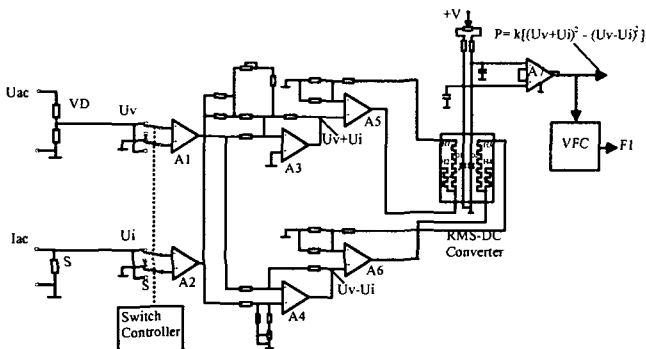 +V
P= k[(Uv+Ui)² - (Uv-Ui)²]
Uac
VD
Uv
A1
A3
Uv+Ui
A5
A7
VFC
F1
RMS-DC
Converter
Iac
S
Ui
S
A2
A4
Uv-Ui
A6
Switch
Controller